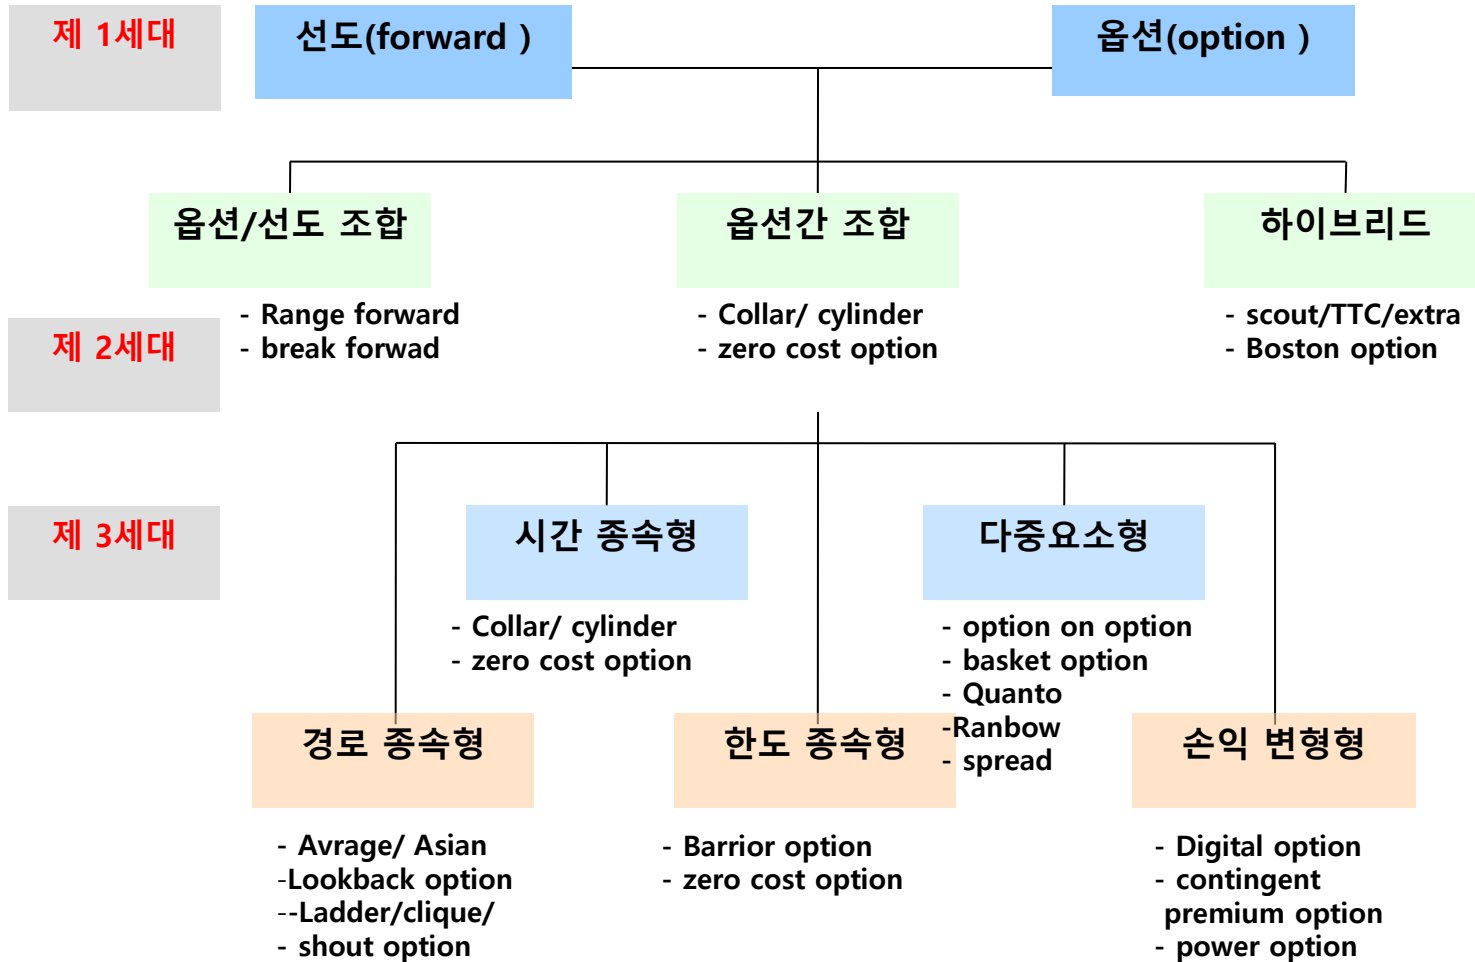 제 1세대
선도(forward )
옵션(option )
옵션/선도 조합
옵션간 조합
하이브리드
- Range forward
- break forwad
- Collar/ cylinder
- zero cost option
- scout/TTC/extra
- Boston option
제 2세대
제 3세대
시간 종속형
다중요소형
- Collar/ cylinder
- zero cost option
- option on option
- basket option
- Quanto
-Ranbow
- spread
경로 종속형
한도 종속형
손익 변형형
- Avrage/ Asian
-Lookback option
--Ladder/clique/
- shout option
- Barrior option
- zero cost option
- Digital option
- contingent
premium option
- power option